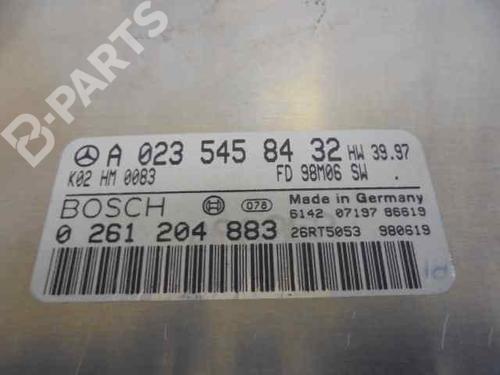 B-PARTS
A 023 545 84 32 HW 39.97
K02 HM 0083 FD 98M06 SW .
BOSCH 078 Made in Germany
6142 07197 86619
0 261 204 883 26RT5053 980619